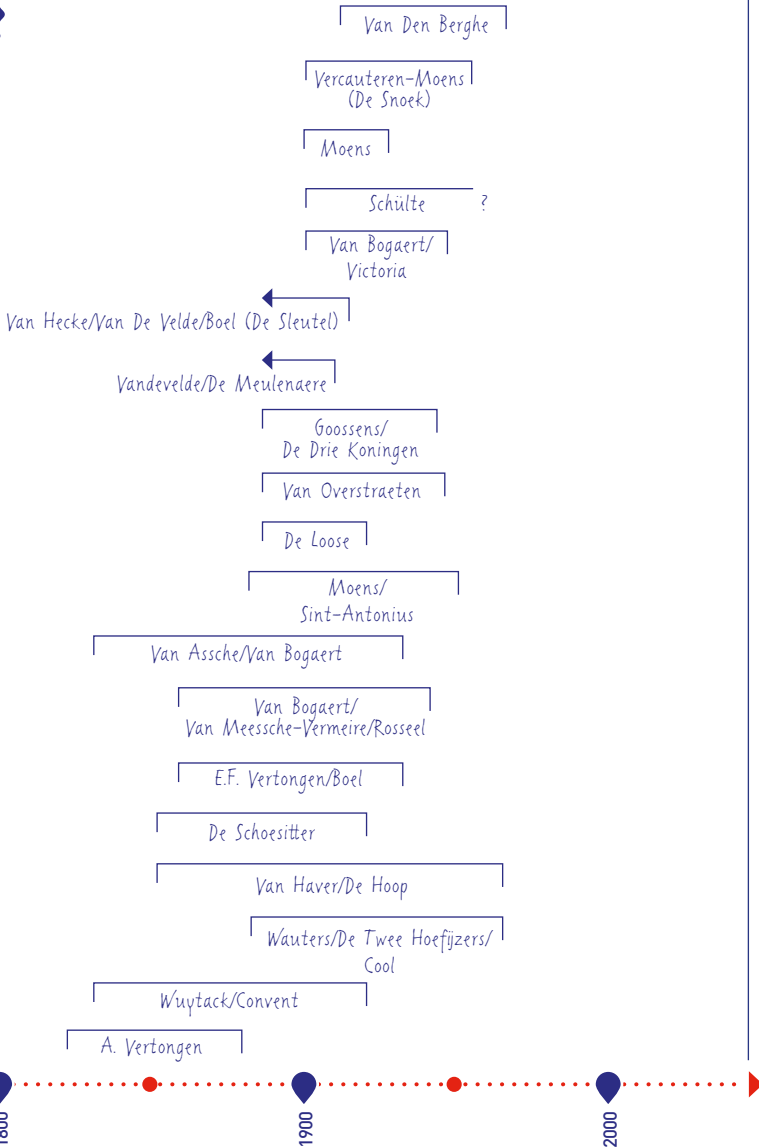 Van Den Berghe
Vercauteren-Moens
(De Snoek)
Moens
Schülte ?
Van Bogaert/
Victoria
Van Hecke/Van De Velde/Boel (De Sleutel)
Vandevelde/De Meulenaere
Goossens/
De Drie Koningen
Van Overstraeten
De Loose
Moens/
Sint-Antonius
Van Assche/Van Bogaert
Van Bogaert/
Van Meessche-Vermeire/Rosseel
E.F. Vertongen/Boel
De Schoesitter
Van Haver/De Hoop
Wauters/De Twee Hoefijzers/
Cool
Wuytack/Convent
A. Vertongen
1800
1900
2000